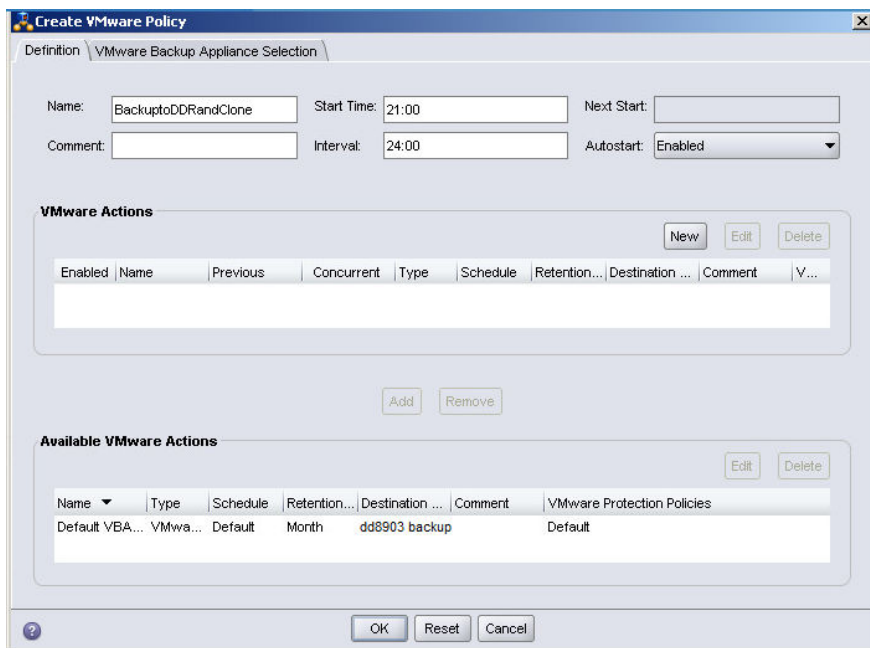 Create VMware Policy
Definition VMware Backup Appliance Selection
Name: BackuptoDDRandClone Start Time: 21:00 Next Start:
Comment: Interval: 24:00 Autostart: Enabled
VMware Actions
New Edit Delete
Enabled Name Previous Concurrent Type Schedule Retention... Destination ... Comment V...
Add Remove
Available VMware Actions
Edit Delete
Name Type Schedule Retention... Destination ... Comment VMware Protection Policies
Default VBA... VMwa... Default Month dd8903 backup Default
? OK Reset Cancel